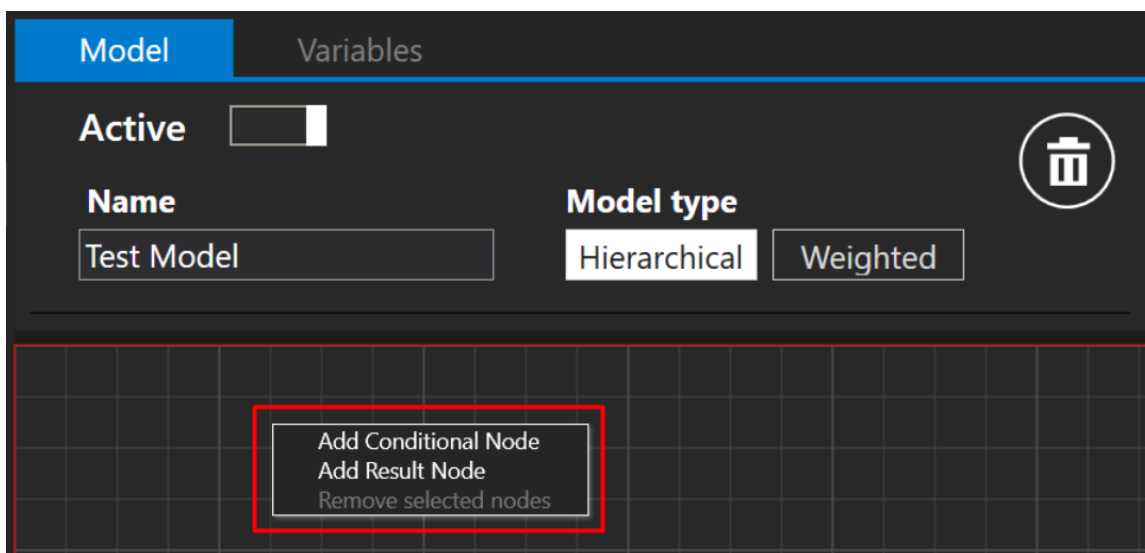 Model Variables
Active
Name Model type
Test Model Hierarchical Weighted
Add Conditional Node
Add Result Node
Remove selected nodes